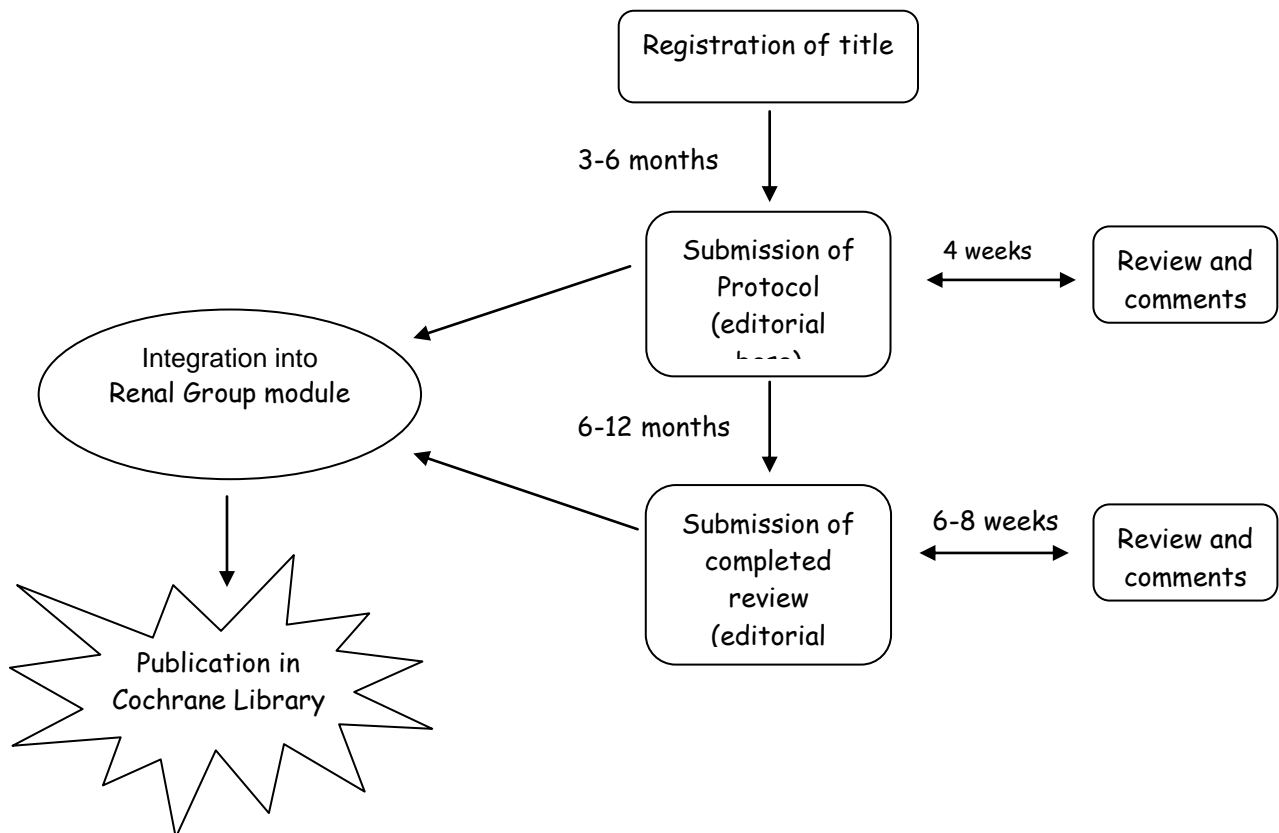 Registration of title
3-6 months
Submission of
Protocol
(editorial
4 weeks
Review and
comments
Integration into
Renal Group module
6-12 months
Submission of
completed
review
(editorial
6-8 weeks
Review and
comments
Publication in
Cochrane Library